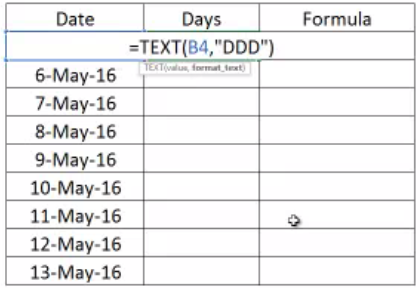 Date Days Formula
=TEXT(B4,"DDD")
TEXT(value, format_text)
6-May-16
7-May-16
8-May-16
9-May-16
10-May-16
11-May-16
12-May-16
13-May-16